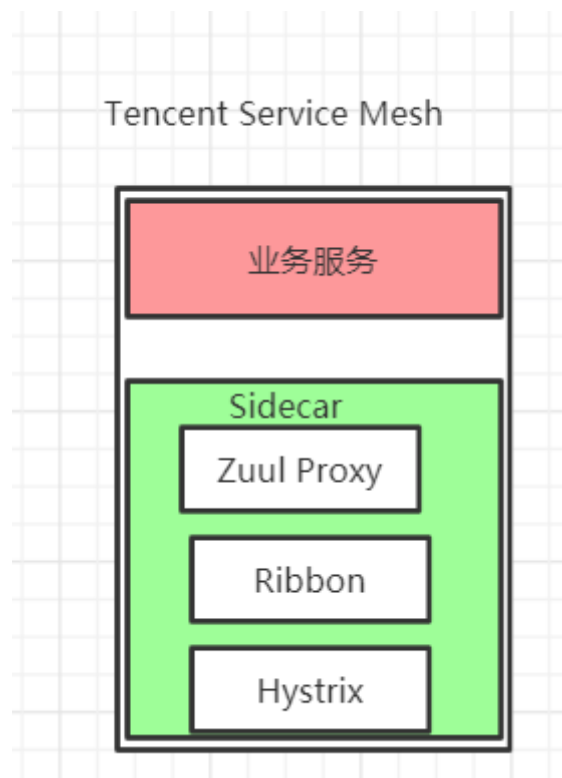 Tencent Service Mesh
业务服务
Sidecar
Zuul Proxy
Ribbon
Hystrix